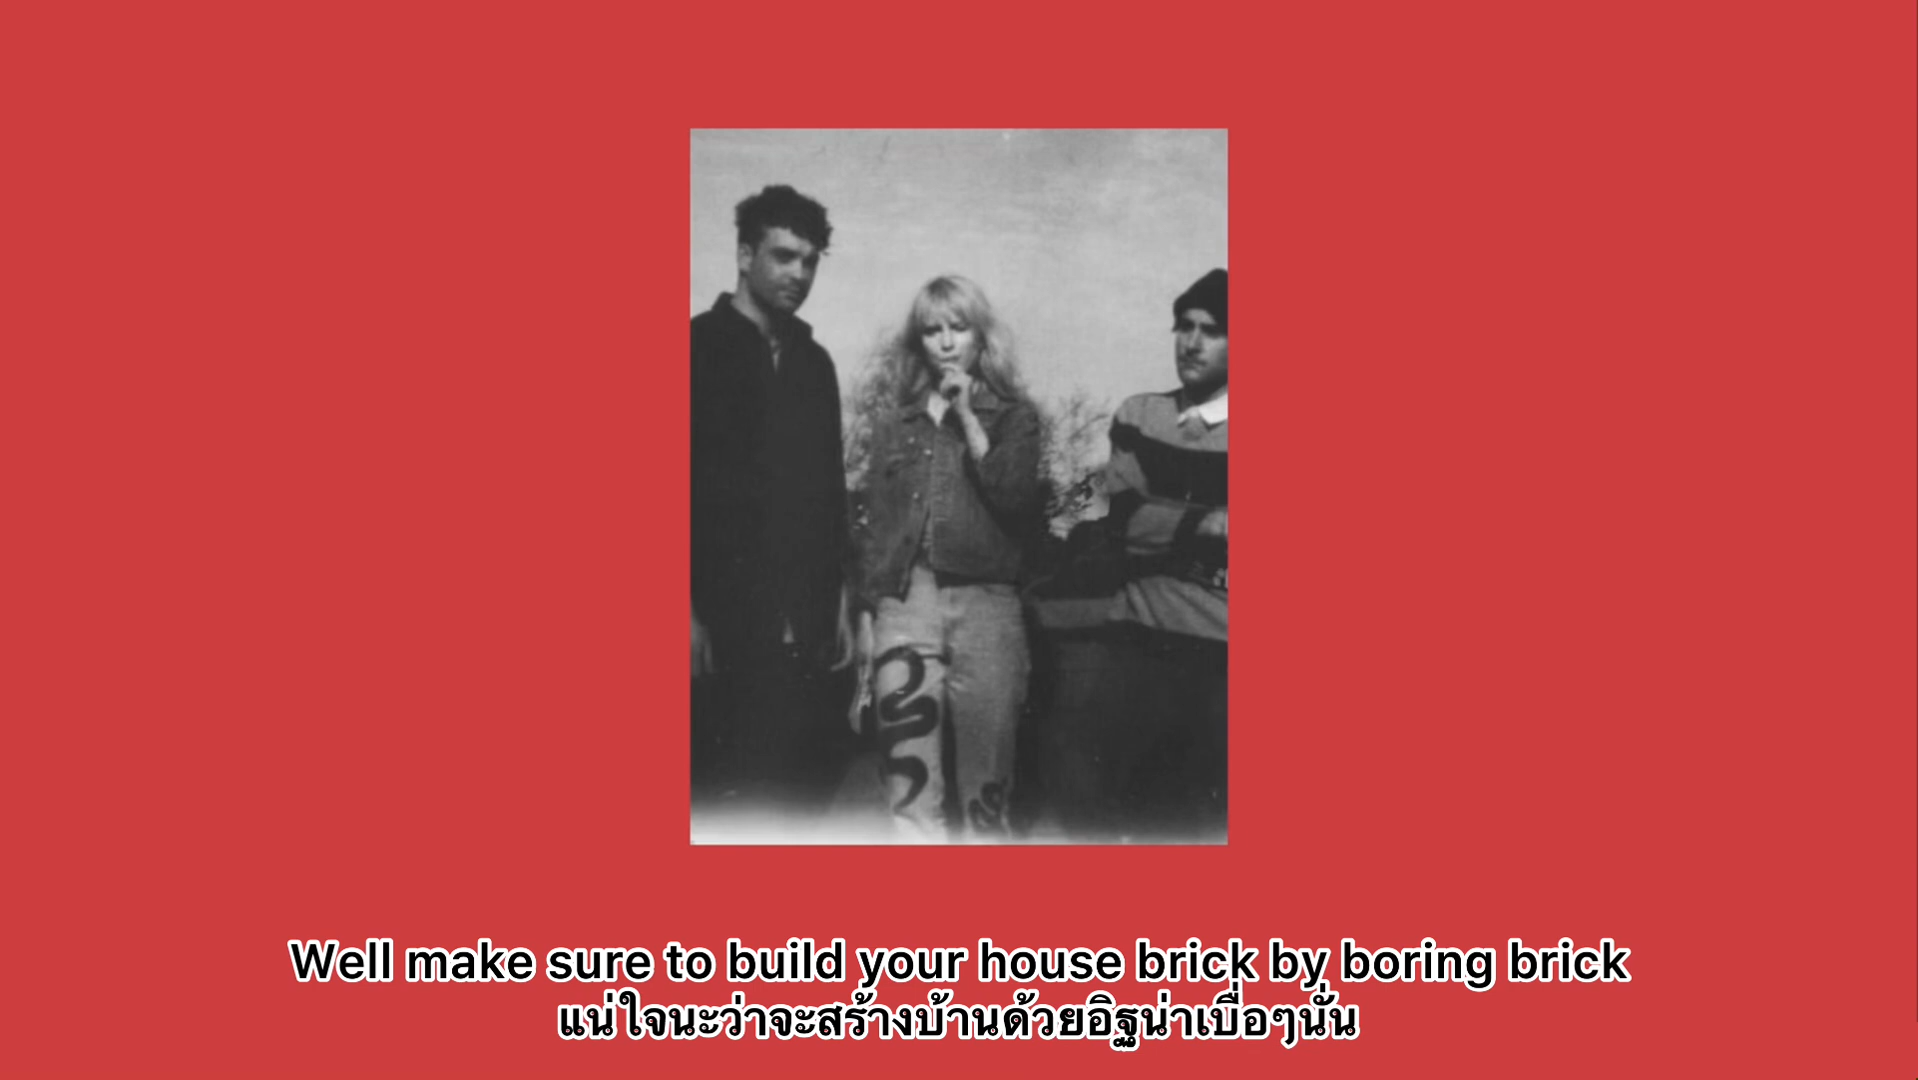 Well make sure to build your house brick by boring brick
แน่ใจนะว่าจะสร้างบ้านด้วยอิฐน่าเบื่อๆนั่น